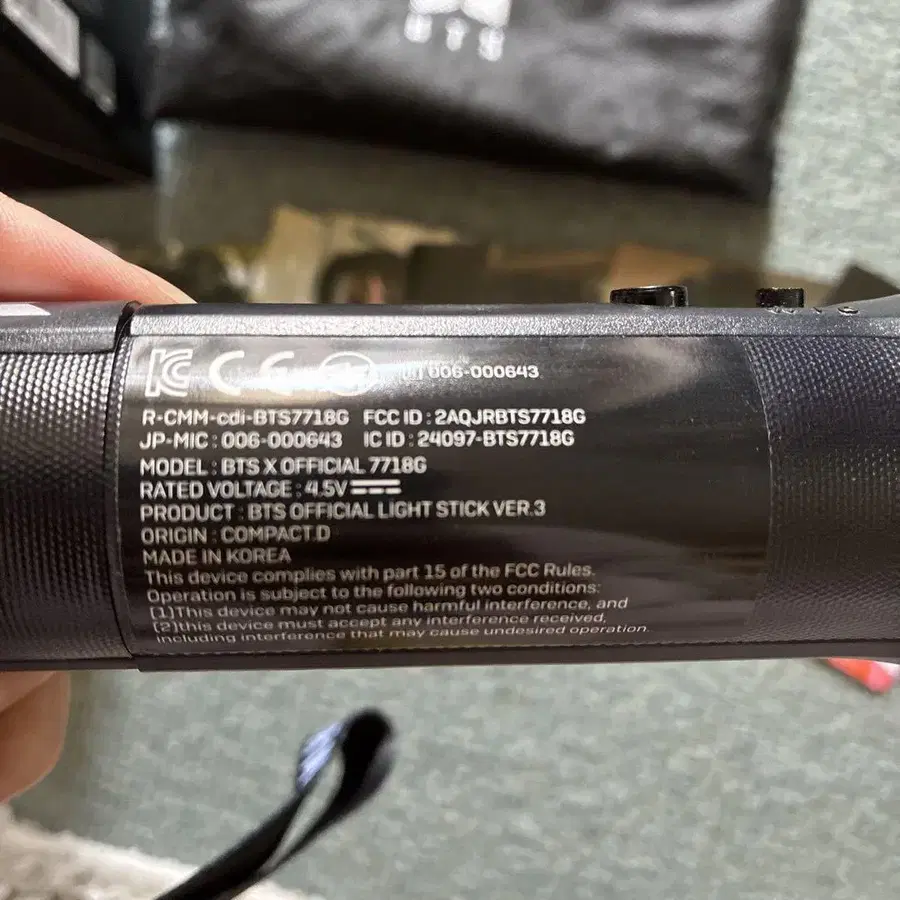 BTS
006-000643
R-CMM-cdi-BTS7718G FCC ID : 2AQJRBTS7718G
JP-MIC : 006-000643 IC ID : 24097-BTS7718G
MODEL : BTS X OFFICIAL 7718G
RATED VOLTAGE : 4.5V
PRODUCT : BTS OFFICIAL LIGHT STICK VER.3
ORIGIN : COMPACT.D
MADE IN KOREA
This device complies with part 15 of the FCC Rules.
Operation is subject to the following two conditions:
(1)This device may not cause harmful interference, and
(2)this device must accept any interference received,
including interference that may cause undesired operation.